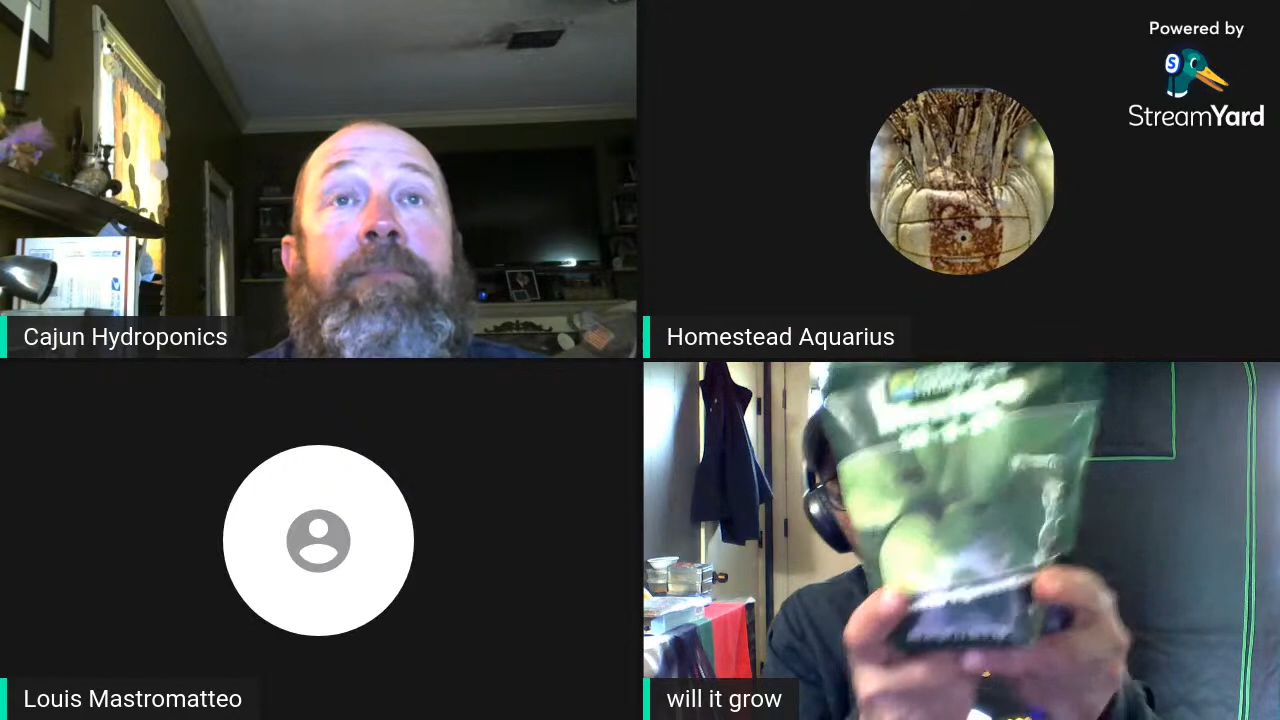 Powered by
S
StreamYard
Cajun Hydroponics
Homestead Aquarius
Louis Mastromatteo
will it grow